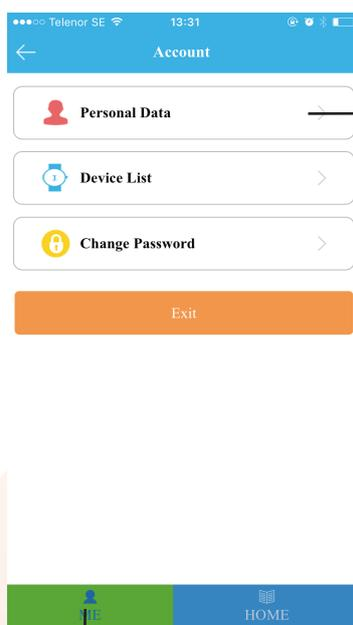 Telenor SE 13:31
Account
Personal Data
Device List
Change Password
Exit
ME HOME